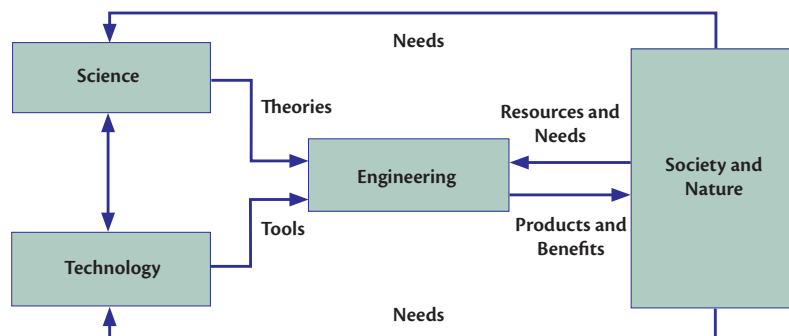 Needs
Science
Theories
Resources and
Needs
Engineering
Society and
Nature
Tools
Products and
Benefits
Technology
Needs